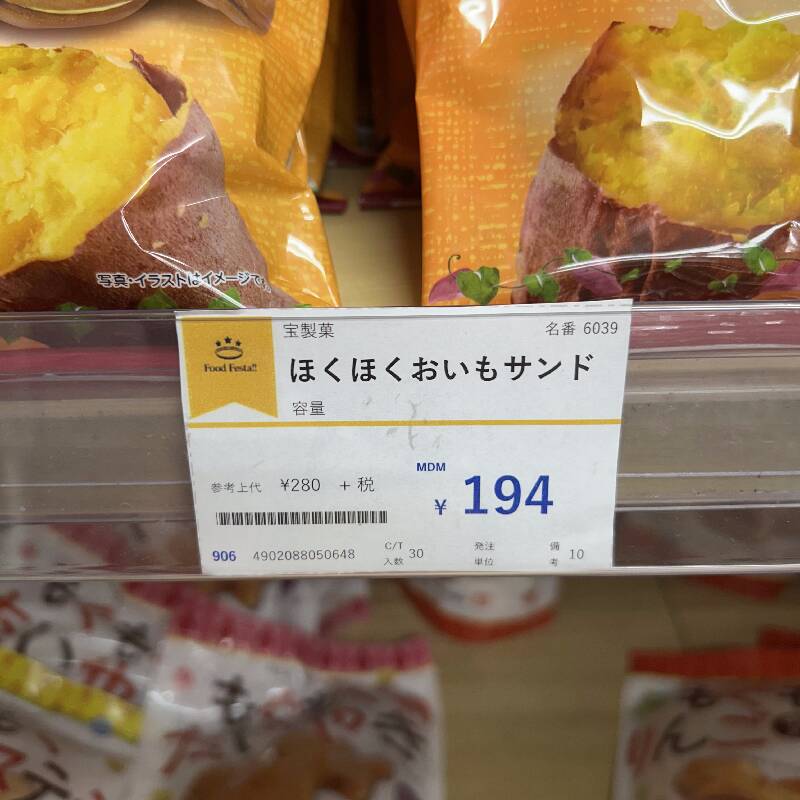 写真・イラストはイメージです
Food Festa!!
宝製菓
名番 6039
ほくほくおいもサンド
容量
参考上代 ¥280 +税
MDM
¥ 194
906 4902088050648
C/T
入数 30
発注
単位
備
考 10